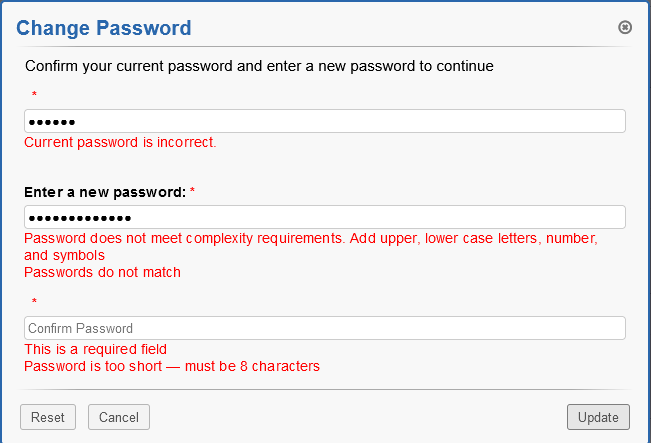 Change Password
Confirm your current password and enter a new password to continue
*
••••••
Current password is incorrect.
Enter a new password: *
•••••••••••••
Password does not meet complexity requirements. Add upper, lower case letters, number,
and symbols
Passwords do not match
*
Confirm Password
This is a required field
Password is too short — must be 8 characters
Reset
Cancel
Update